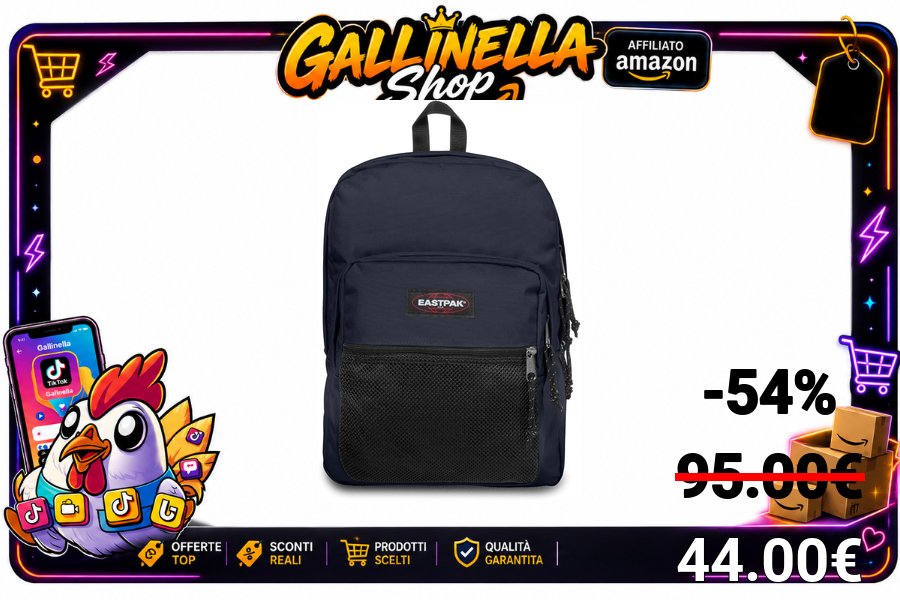 GALLINELLA
Shop
AFFILIATO
amazon
EASTPAK
Gallinella
TikTok
Gallinella
-54%
95.00€
44.00€
OFFERTE
TOP
SCONTI
REALI
PRODOTTI
SCELTI
QUALITÀ
GARANTITA